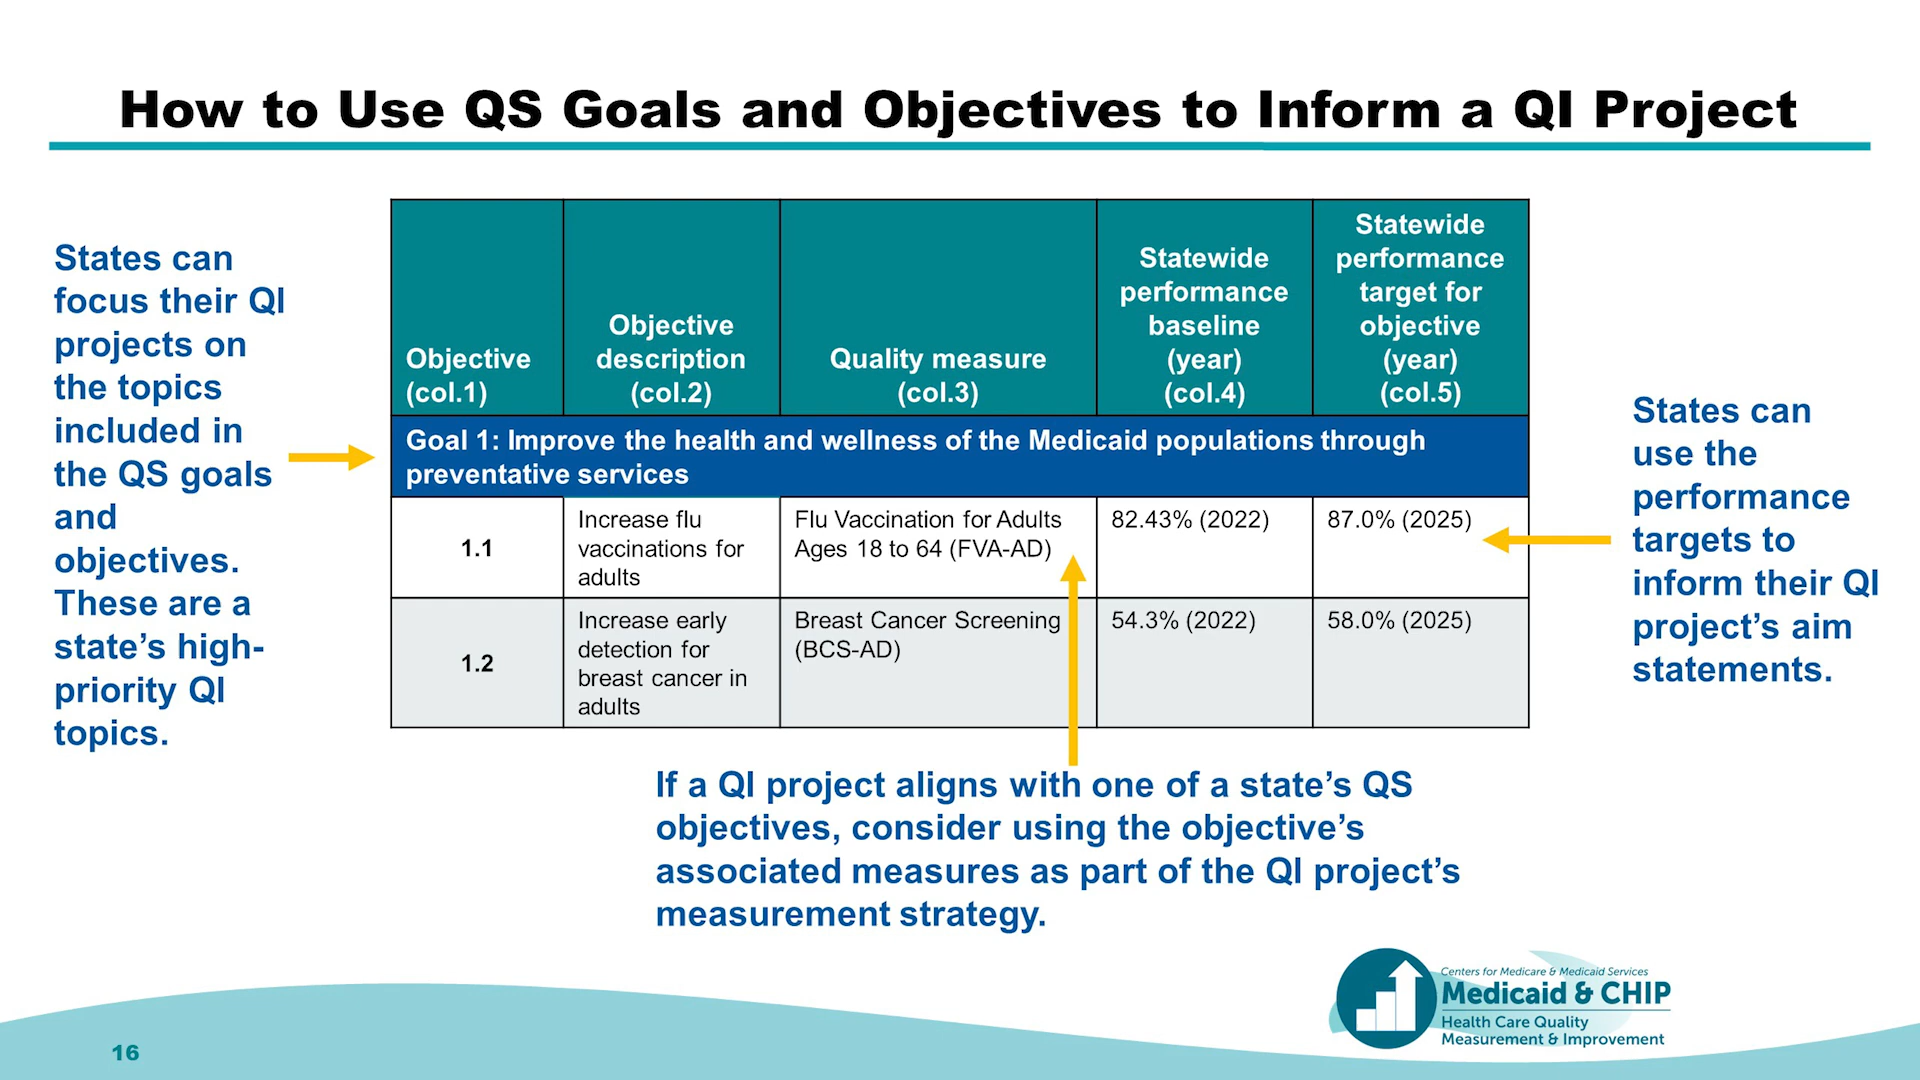 How to Use QS Goals and Objectives to Inform a QI Project
States can
focus their QI
projects on
the topics
included in
the QS goals
and
objectives.
These are a
state’s high-
priority QI
topics.
Objective
(col.1)
Objective
description
(col.2)
Quality measure
(col.3)
Statewide
performance
baseline
(year)
(col.4)
Statewide
performance
target for
objective
(year)
(col.5)
Goal 1: Improve the health and wellness of the Medicaid populations through
preventative services
1.1
Increase flu
vaccinations for
adults
Flu Vaccination for Adults
Ages 18 to 64 (FVA-AD)
82.43% (2022)
87.0% (2025)
1.2
Increase early
detection for
breast cancer in
adults
Breast Cancer Screening
(BCS-AD)
54.3% (2022)
58.0% (2025)
States can
use the
performance
targets to
inform their QI
project’s aim
statements.
If a QI project aligns with one of a state’s QS
objectives, consider using the objective’s
associated measures as part of the QI project’s
measurement strategy.
Centers for Medicare & Medicaid Services
Medicaid & CHIP
Health Care Quality
Measurement & Improvement
16